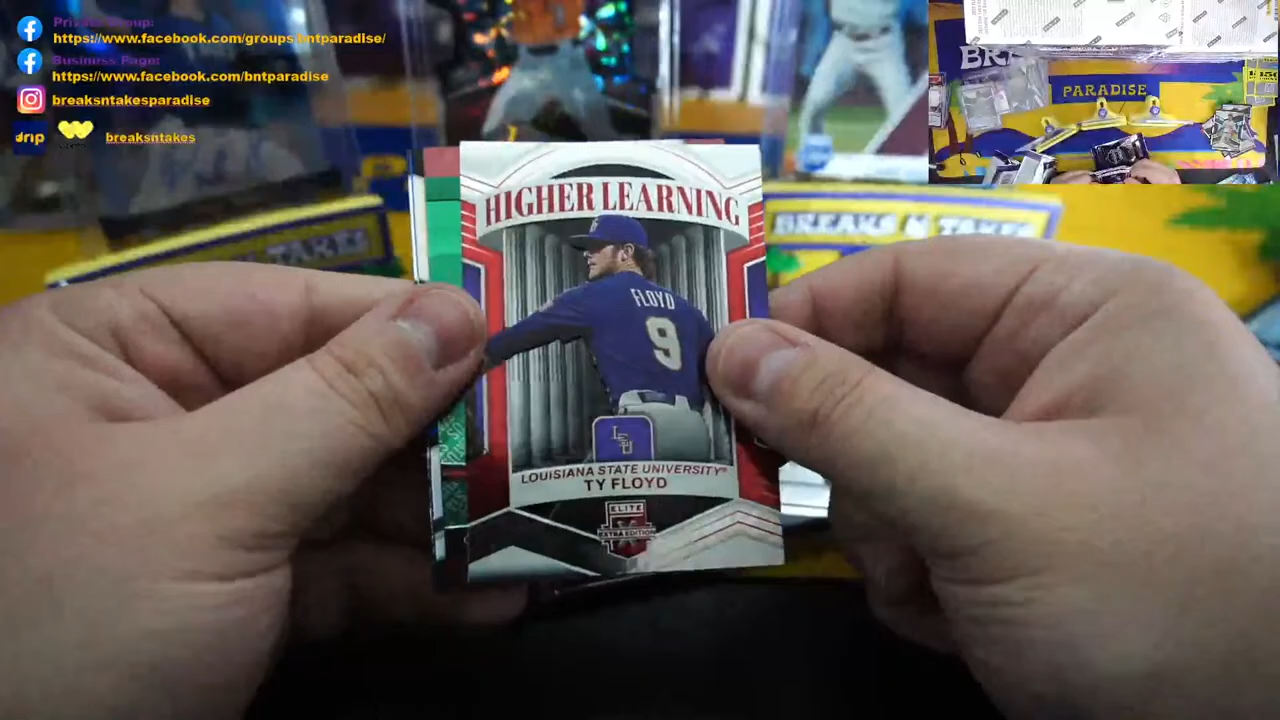 Private Group:
https://www.facebook.com/groups/bntparadise/
Business Page:
https://www.facebook.com/bntparadise
breaksntakesparadise
drip
breaksntakes
PARADISE
BREAKS N TAKES
HIGHER LEARNING
FLOYD
9
LSU
LOUISIANA STATE UNIVERSITY
TY FLOYD
ELITE
EXTRA EDITION